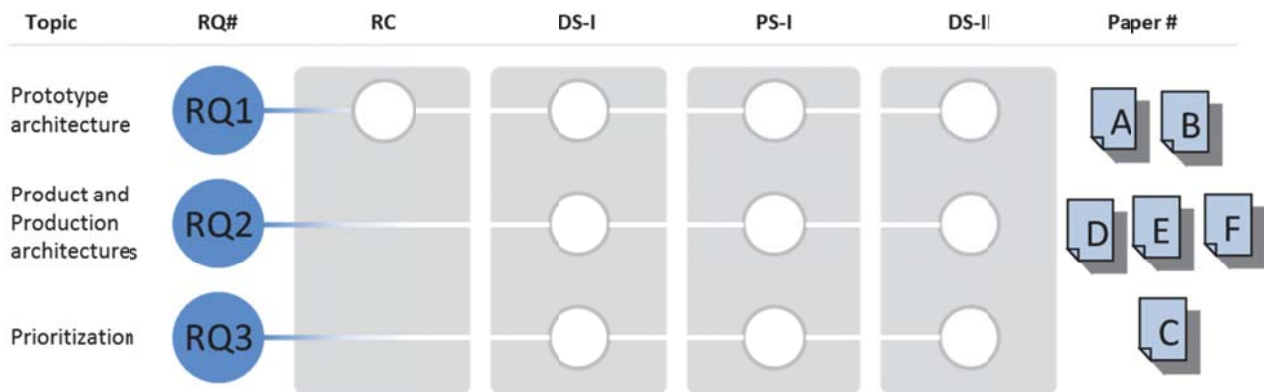 Topic RQ# RC DS-I PS-I DS-II Paper #
Prototype
architecture
RQ1
A B
Product and
Production
architectures
RQ2
D E F
Prioritization
RQ3
C